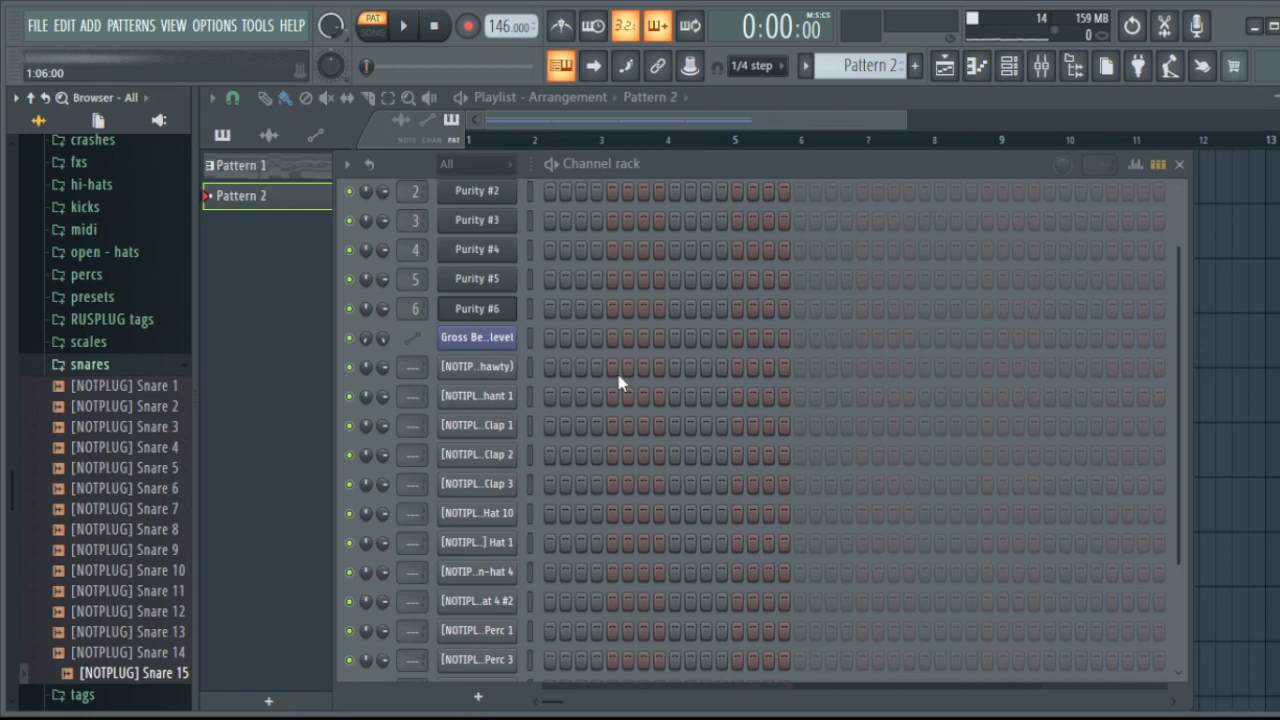 FILE EDIT ADD PATTERNS VIEW OPTIONS TOOLS HELP
PAT
SONG
146.000
3.2.
0:00:00
M:S:CS
14
159 MB
0
1:06:00
1/4 step
Pattern 2
+
Browser - All
Playlist - Arrangement
Pattern 2
NOTE CHAN PAT
1 2 3 4 5 6 7 8 9 10 11 12 13
crashes
fxs
hi-hats
kicks
midi
open - hats
percs
presets
RUSPLUG tags
scales
snares
[NOTPLUG] Snare 1
[NOTPLUG] Snare 2
[NOTPLUG] Snare 3
[NOTPLUG] Snare 4
[NOTPLUG] Snare 5
[NOTPLUG] Snare 6
[NOTPLUG] Snare 7
[NOTPLUG] Snare 8
[NOTPLUG] Snare 9
[NOTPLUG] Snare 10
[NOTPLUG] Snare 11
[NOTPLUG] Snare 12
[NOTPLUG] Snare 13
[NOTPLUG] Snare 14
[NOTPLUG] Snare 15
tags
Pattern 1
Pattern 2
+
All
Channel rack
2 Purity #2
3 Purity #3
4 Purity #4
5 Purity #5
6 Purity #6
Gross Be..level
--- [NOTIP..hawty)
--- [NOTIPL..hant 1
--- [NOTIPL..Clap 1
--- [NOTIPL..Clap 2
--- [NOTIPL..Clap 3
--- [NOTIPL..Hat 10
--- [NOTIPL..] Hat 1
--- [NOTIP..n-hat 4
--- [NOTIPL..at 4 #2
--- [NOTIPL..Perc 1
--- [NOTIPL..Perc 3
+